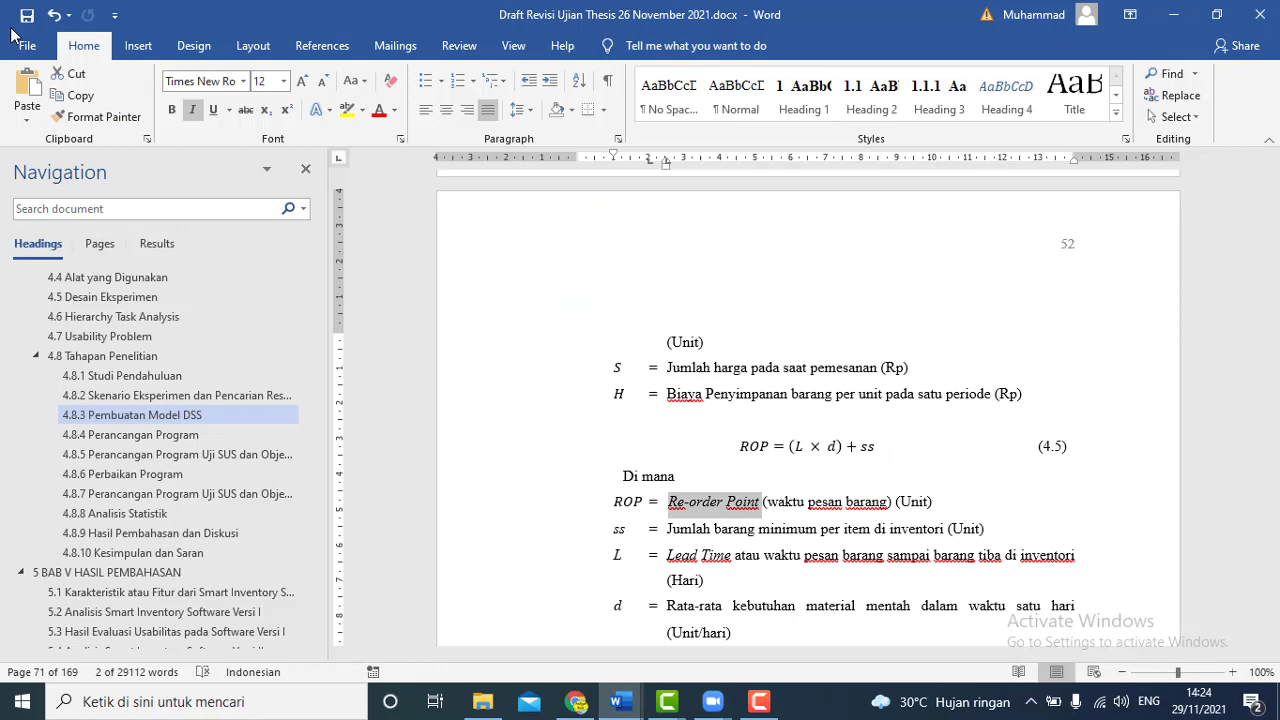 Draft Revisi Ujian Thesis 26 November 2021.docx - Word
Muhammad
File Home Insert Design Layout References Mailings Review View Help Tell me what you want to do Share
Paste
Cut
Copy
Format Painter
Clipboard
Times New Ro 12
Font
Paragraph
AaBbCcD ¶ No Spac...
AaBbCcD ¶ Normal
1 AaBb( Heading 1
1.1 AaB Heading 2
1.1.1 Aa Heading 3
AaBbCcD Heading 4
AaB Title
Styles
Find
Replace
Select
Editing
Navigation
Search document
Headings Pages Results
4.4 Alat yang Digunakan
4.5 Desain Eksperimen
4.6 Hierarchy Task Analysis
4.7 Usability Problem
4.8 Tahapan Penelitian
4.8.1 Studi Pendahuluan
4.8.2 Skenario Eksperimen dan Pencarian Res...
4.8.3 Pembuatan Model DSS
4.8.4 Perancangan Program
4.8.5 Perancangan Program Uji SUS dan Obje...
4.8.6 Perbaikan Program
4.8.7 Perancangan Program Uji SUS dan Obje...
4.8.8 Analisis Statistik
4.8.9 Hasil Pembahasan dan Diskusi
4.8.10 Kesimpulan dan Saran
5 BAB V HASIL PEMBAHASAN
5.1 Karakteristik atau Fitur dari Smart Inventory S...
5.2 Analisis Smart Inventory Software Versi I
5.3 Hasil Evaluasi Usabilitas pada Software Versi I
52
(Unit)
S = Jumlah harga pada saat pemesanan (Rp)
H = Biaya Penyimpanan barang per unit pada satu periode (Rp)
ROP = (L × d) + ss (4.5)
Di mana
ROP = Re-order Point (waktu pesan barang) (Unit)
ss = Jumlah barang minimum per item di inventori (Unit)
L = Lead Time atau waktu pesan barang sampai barang tiba di inventori
(Hari)
d = Rata-rata kebutuhan material mentah dalam waktu satu hari
(Unit/hari)
Activate Windows
Go to Settings to activate Windows.
Page 71 of 169 2 of 29112 words Indonesian 100%
Ketik di sini untuk mencari
30°C Hujan ringan
ENG
14:24
29/11/2021
2